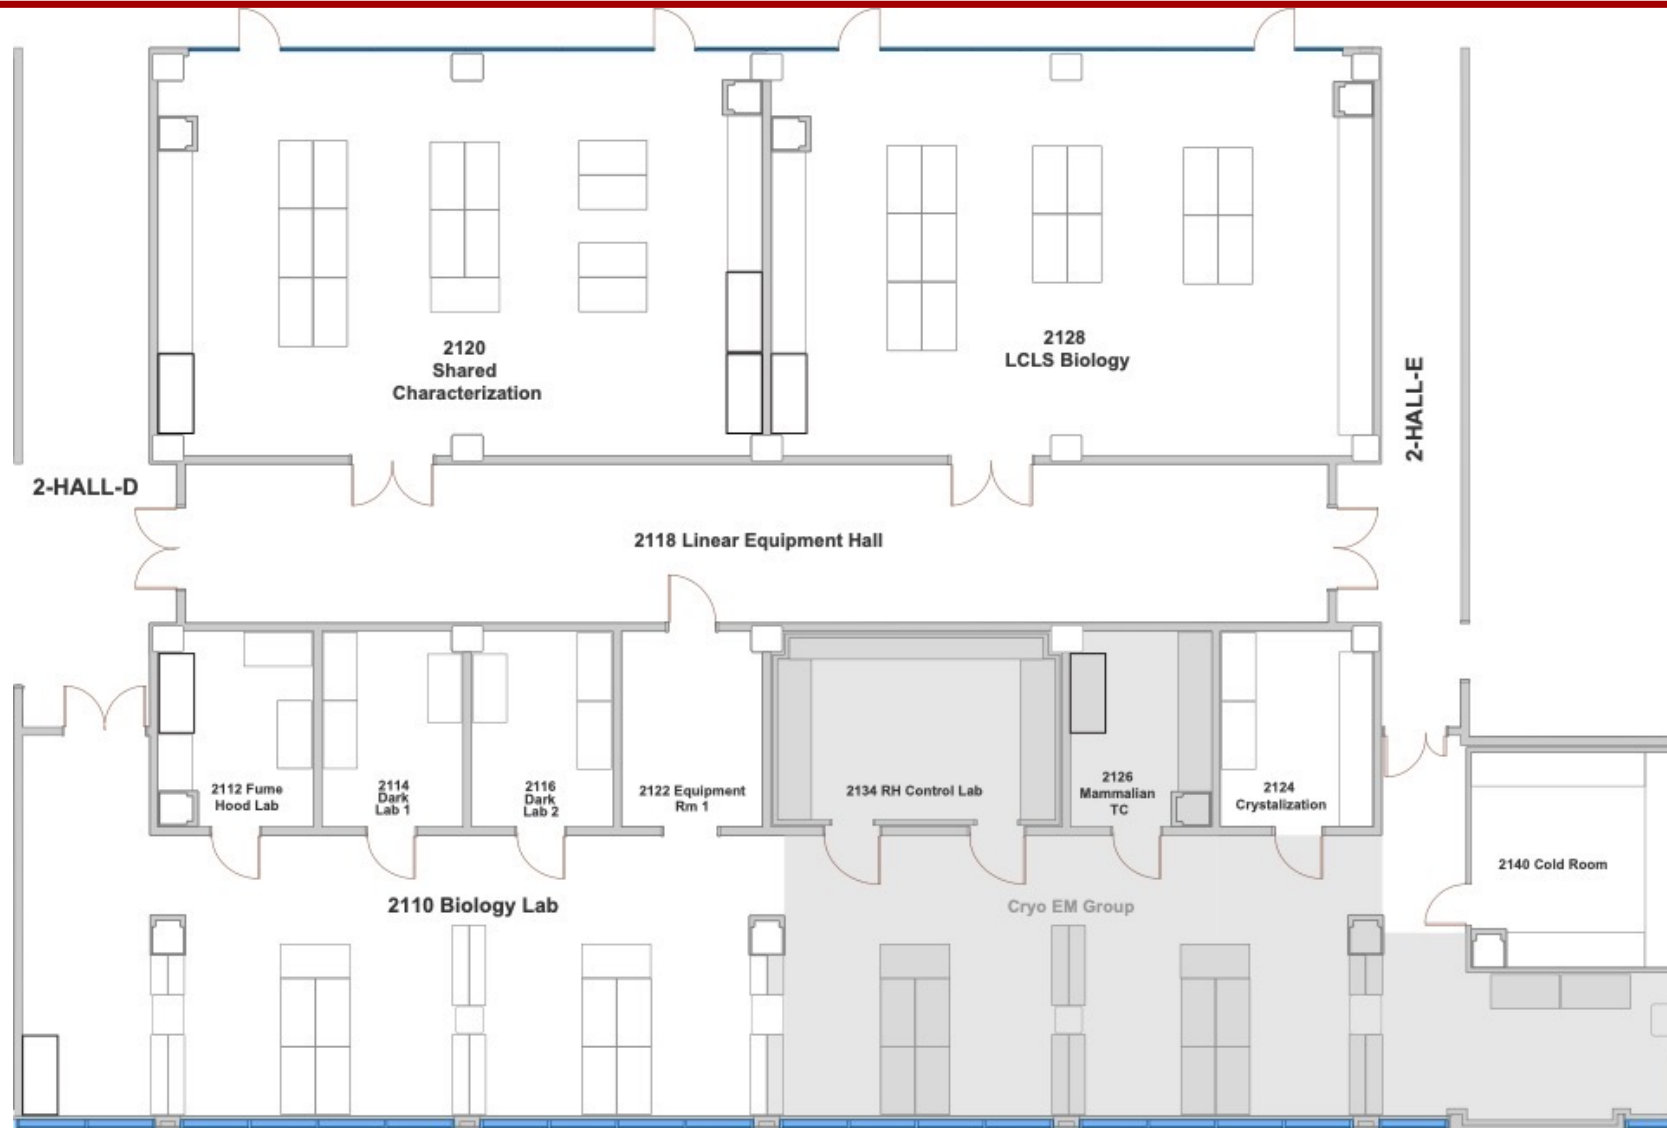 2120
Shared
Characterization
2128
LCLS Biology
2-HALL-E
2-HALL-D
2118 Linear Equipment Hall
2112 Fume
Hood Lab
2114
Dark
Lab 1
2116
Dark
Lab 2
2122 Equipment
Rm 1
2134 RH Control Lab
2126
Mammalian
TC
2124
Crystalization
2140 Cold Room
2110 Biology Lab
Cryo EM Group